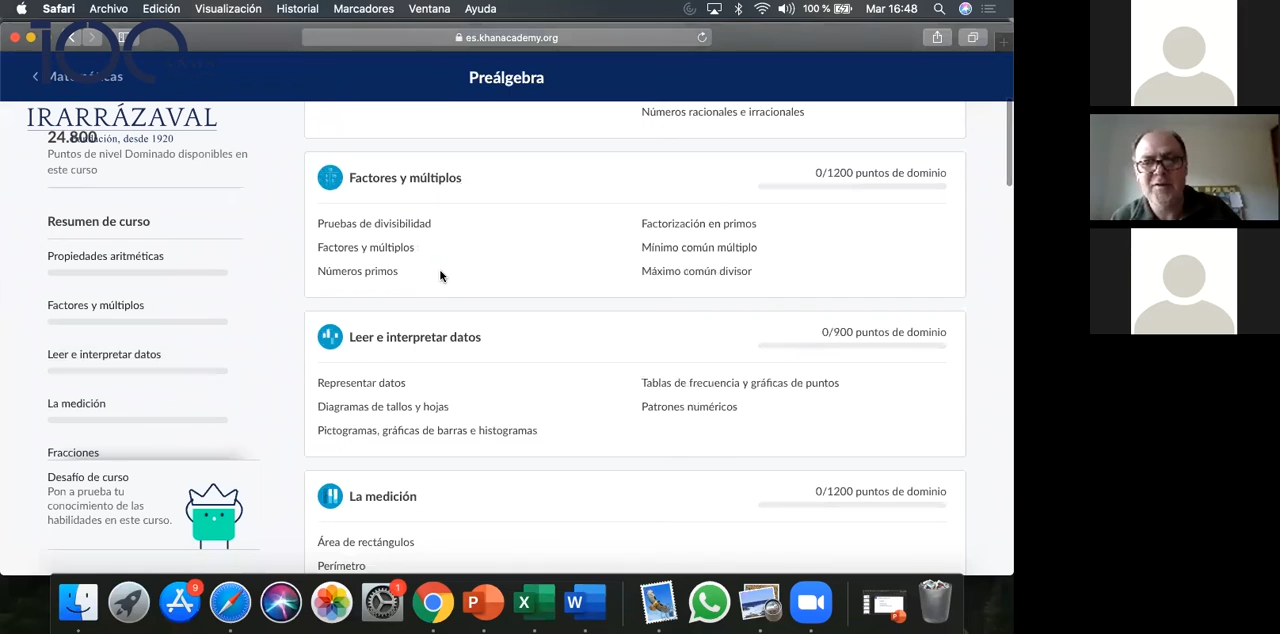 Safari Archivo Edición Visualización Historial Marcadores Ventana Ayuda 100 % Mar 16:48
es.khanacademy.org
Matemáticas
Preálgebra
IRARRÁZAVAL
Fundación, desde 1920
24.800
Puntos de nivel Dominado disponibles en
este curso
Resumen de curso
Propiedades aritméticas
Factores y múltiplos
Leer e interpretar datos
La medición
Fracciones
Desafío de curso
Pon a prueba tu
conocimiento de las
habilidades en este curso.
Números racionales e irracionales
Factores y múltiplos
0/1200 puntos de dominio
Pruebas de divisibilidad
Factores y múltiplos
Números primos
Factorización en primos
Mínimo común múltiplo
Máximo común divisor
Leer e interpretar datos
0/900 puntos de dominio
Representar datos
Diagramas de tallos y hojas
Pictogramas, gráficas de barras e histogramas
Tablas de frecuencia y gráficas de puntos
Patrones numéricos
La medición
0/1200 puntos de dominio
Área de rectángulos
Perímetro
9
1
P
X
W